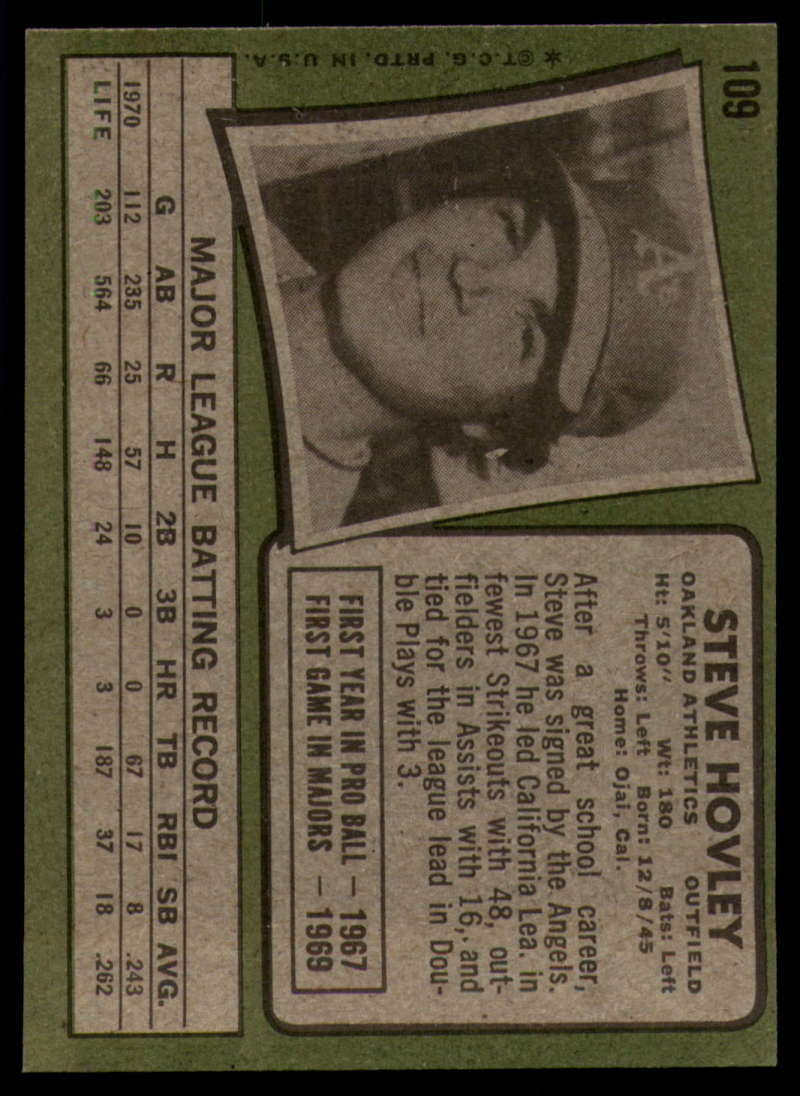 109
STEVE HOVLEY
OAKLAND ATHLETICS OUTFIELD
Ht: 5'10" Wt: 180 Bats: Left
Throws: Left Born: 12/8/45
Home: Ojai, Cal.
After a great school career,
Steve was signed by the Angels.
In 1967 he led California Lea. in
fewest Strikeouts with 48, out-
fielders in Assists with 16, and
tied for the league lead in Dou-
ble Plays with 3.
FIRST YEAR IN PRO BALL — 1967
FIRST GAME IN MAJORS — 1969
A's
*©T.C.G. PRTD. IN U.S.A.
MAJOR LEAGUE BATTING RECORD
G AB R H 2B 3B HR TB RBI SB AVG.
1970 112 235 25 57 10 0 0 67 17 8 .243
LIFE 203 564 66 148 24 3 3 187 37 18 .262